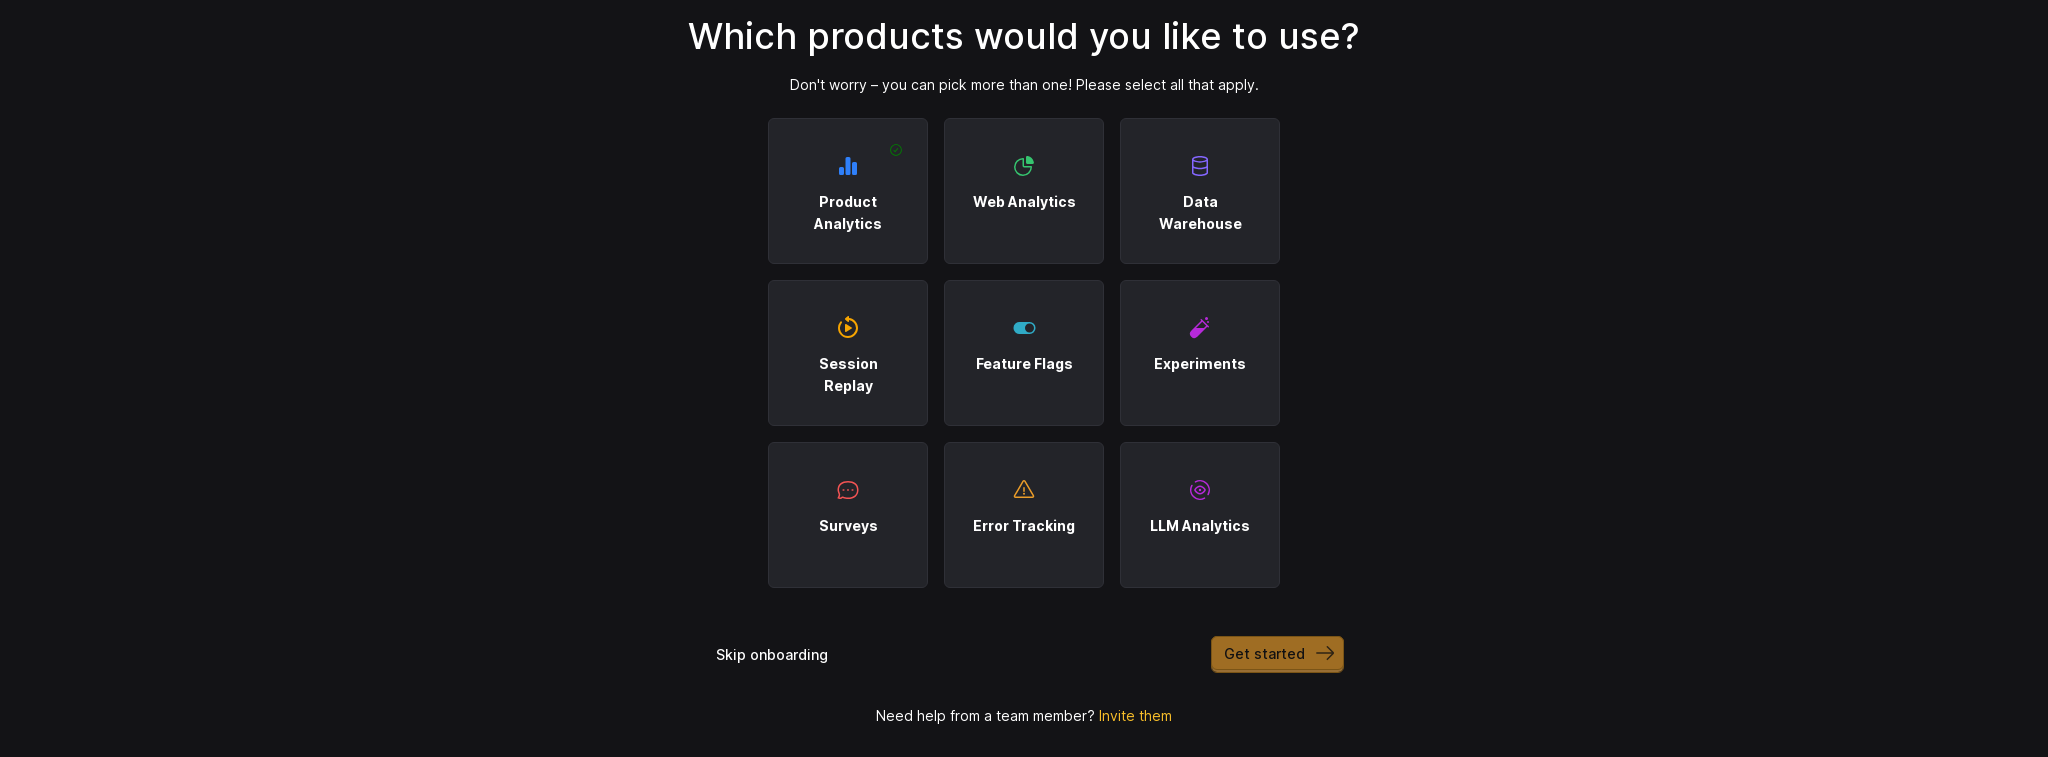 Which products would you like to use?
Don't worry – you can pick more than one! Please select all that apply.
Product
Analytics
Web Analytics
Data
Warehouse
Session
Replay
Feature Flags
Experiments
Surveys
Error Tracking
LLM Analytics
Skip onboarding
Get started
Need help from a team member? Invite them